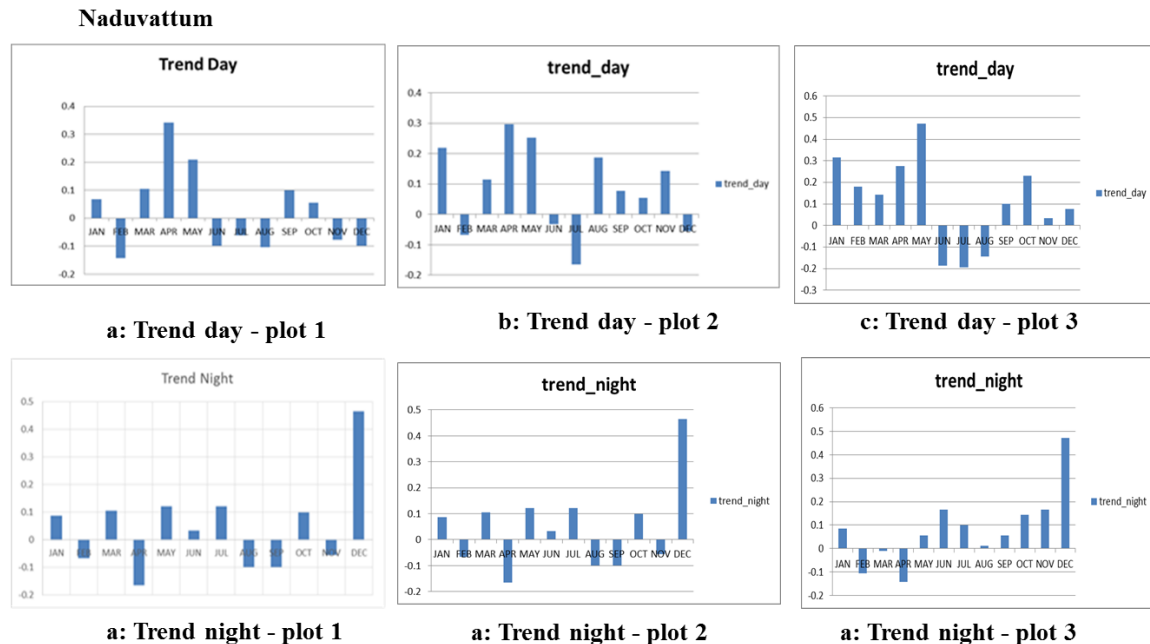 Naduvattum
Trend Day
0.4
0.3
0.2
0.1
0
-0.1
-0.2
JAN FEB MAR APR MAY JUN JUL AUG SEP OCT NOV DEC
a: Trend day - plot 1
trend_day
0.4
0.3
0.2
0.1
0
-0.1
-0.2
JAN FEB MAR APR MAY JUN JUL AUG SEP OCT NOV DEC
trend_day
b: Trend day - plot 2
trend_day
0.6
0.5
0.4
0.3
0.2
0.1
0
-0.1
-0.2
-0.3
JAN FEB MAR APR MAY JUN JUL AUG SEP OCT NOV DEC
trend_day
c: Trend day - plot 3
Trend Night
0.5
0.4
0.3
0.2
0.1
0
-0.1
-0.2
JAN FEB MAR APR MAY JUN JUL AUG SEP OCT NOV DEC
a: Trend night - plot 1
trend_night
0.5
0.4
0.3
0.2
0.1
0
-0.1
-0.2
JAN FEB MAR APR MAY JUN JUL AUG SEP OCT NOV DEC
trend_night
a: Trend night - plot 2
trend_night
0.6
0.5
0.4
0.3
0.2
0.1
0
-0.1
-0.2
JAN FEB MAR APR MAY JUN JUL AUG SEP OCT NOV DEC
trend_night
a: Trend night - plot 3